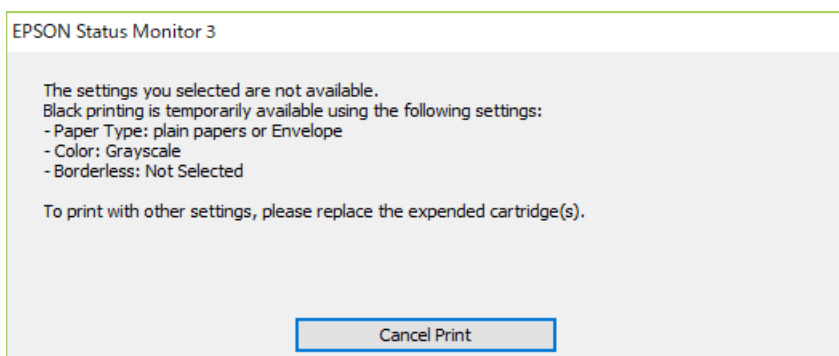 EPSON Status Monitor 3
The settings you selected are not available.
Black printing is temporarily available using the following settings:
- Paper Type: plain papers or Envelope
- Color: Grayscale
- Borderless: Not Selected
To print with other settings, please replace the expended cartridge(s).
Cancel Print